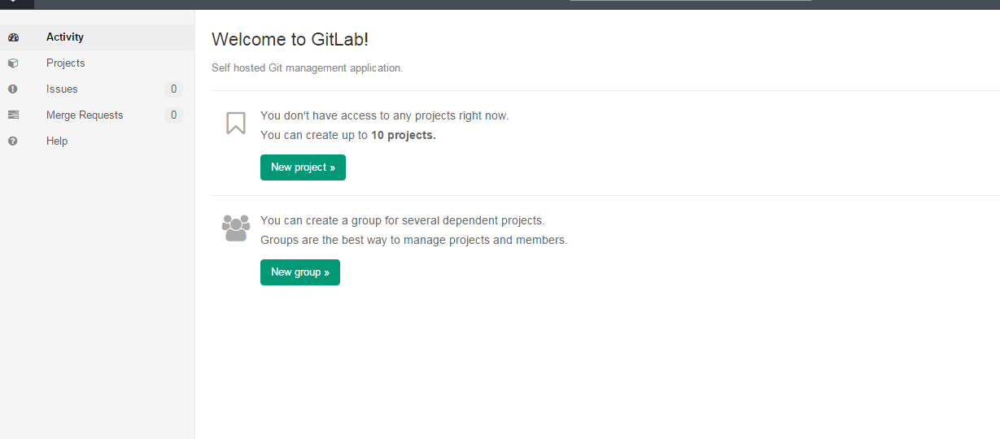 Activity
Projects
Issues 0
Merge Requests 0
Help
Welcome to GitLab!
Self hosted Git management application.
You don't have access to any projects right now.
You can create up to 10 projects.
New project »
You can create a group for several dependent projects.
Groups are the best way to manage projects and members.
New group »